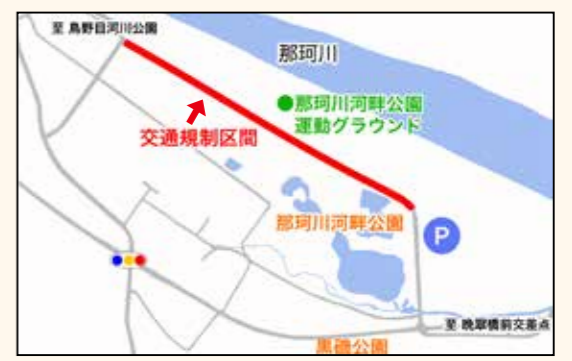 至 鳥野目河川公園
那珂川
●那珂川河畔公園
運動グラウンド
交通規制区間
那珂川河畔公園
P
至 晩翠橋前交差点
黒磯公園